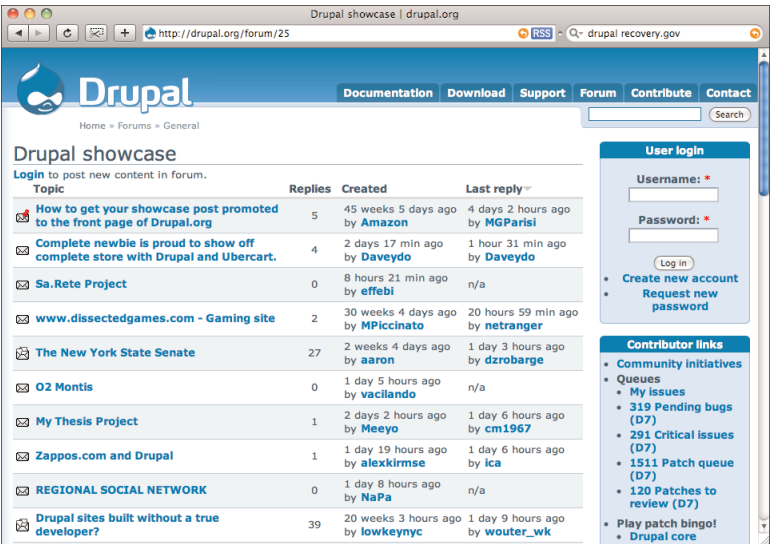 Drupal showcase | drupal.org
http://drupal.org/forum/25
RSS
drupal recovery.gov
Drupal
Documentation Download Support Forum Contribute Contact
Search
Home » Forums » General
Drupal showcase
Login to post new content in forum.
Topic Replies Created Last reply
How to get your showcase post promoted
to the front page of Drupal.org
5
45 weeks 5 days ago
by Amazon
4 days 2 hours ago
by MGParisi
Complete newbie is proud to show off
complete store with Drupal and Ubercart.
4
2 days 17 min ago
by Daveydo
1 hour 31 min ago
by Daveydo
Sa.Rete Project
0
8 hours 21 min ago
by effebi
n/a
www.dissectedgames.com - Gaming site
2
30 weeks 4 days ago
by MPiccinato
20 hours 59 min ago
by netranger
The New York State Senate
27
2 weeks 4 days ago
by aaron
1 day 3 hours ago
by dzrobarge
O2 Montis
0
1 day 5 hours ago
by vacilando
n/a
My Thesis Project
1
2 days 2 hours ago
by Meeyo
1 day 6 hours ago
by cm1967
Zappos.com and Drupal
1
1 day 19 hours ago
by alexkirmse
1 day 6 hours ago
by ica
REGIONAL SOCIAL NETWORK
0
1 day 8 hours ago
by NaPa
n/a
Drupal sites built without a true
developer?
39
20 weeks 3 hours ago
by lowkeynyc
1 day 9 hours ago
by wouter_wk
User login
Username: *
Password: *
Log in
Create new account
Request new
password
Contributor links
Community initiatives
Queues
My issues
319 Pending bugs
(D7)
291 Critical issues
(D7)
1511 Patch queue
(D7)
120 Patches to
review (D7)
Play patch bingo!
Drupal core